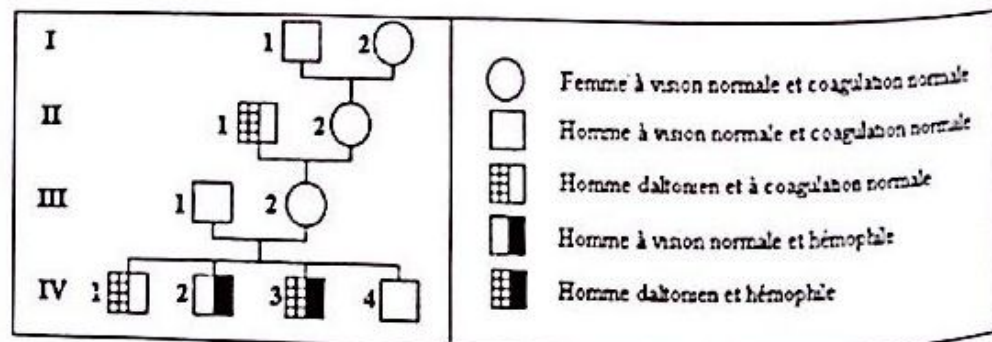 I
1
2
II
1
2
III
1
2
IV
1
2
3
4
Femme à vision normale et coagulation normale
Homme à vision normale et coagulation normale
Homme daltonien et à coagulation normale
Homme à vision normale et hémophile
Homme daltonien et hémophile